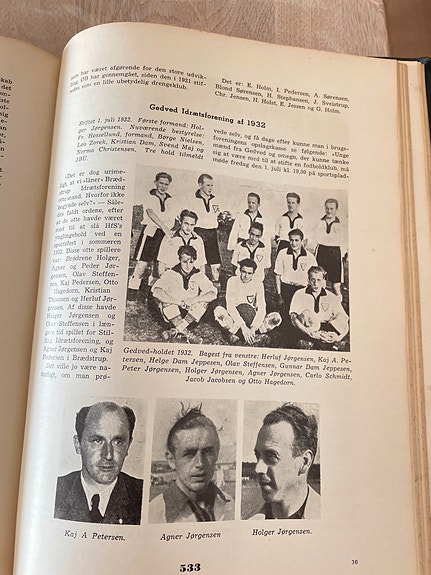 som har været afgørende for den store udvik-
ling, ØB har gennemgået, siden den i 1921 stif-
tedes som en lille ubetydelig drengeklub.
Det er: E. Holm, I. Pedersen, A. Sørensen,
Blond Sørensen, H. Stephansen, J. Svejstrup,
Chr. Jensen, H. Holst, E. Jessen og G. Holm.
Gedved Idrætsforening af 1932
Stiftet 1. juli 1932. Første formand: Hol-
ger Jørgensen. Nuværende bestyrelse:
Fr. Hessellund, formand, Børge Nielsen,
Leo Zorek, Kristian Dam, Svend Maj og
Norma Christensen. Tre hold tilmeldt
JBU.
»Det er dog urime-
ligt, at vi »låner« Bræd-
strup Idrætsforening
otte mand. Hvorfor ikke
begynde selv?« — Såle-
des faldt ordene, efter
at de otte havde været
med til at slå HfS's
ynglingehold ved en
sportsfest i sommeren
1932. Disse otte spillere
var: Brødrene Holger,
Agner og Peder Jør-
gensen, Olav Steffen-
sen, Kaj Petersen, Otto
Hagedorn, Kristian
Thomsen og Herluf Jør-
gensen. Af disse havde
Holger Jørgensen og
Olav Steffensen i læn-
gere tid spillet for Stil-
ling Idrætsforening, og
Agner Jørgensen og Kaj
Petersen i Brædstrup.
Det ville jo være na-
turligt, om man prø-
vede selv, og få dage efter kunne man i bruge-
foreningens opslagskasse se følgende: »Unge
mænd fra Gedved og omegn, der kunne tænke
sig at være med til at stifte en fodboldklub, må
møde fredag den 1. juli kl. 19,30 på sportsplad-
Gedved-holdet 1932. Bagest fra venstre: Herluf Jørgensen, Kaj A. Pe-
tersen, Helge Dam Jeppesen, Olav Steffensen, Gunnar Dam Jeppesen,
Peter Jørgensen, Holger Jørgensen, Agner Jørgensen, Carlo Schmidt,
Jacob Jacobsen og Otto Hagedorn.
Kaj A Petersen.
Agner Jørgensen
Holger Jørgensen.
533
36